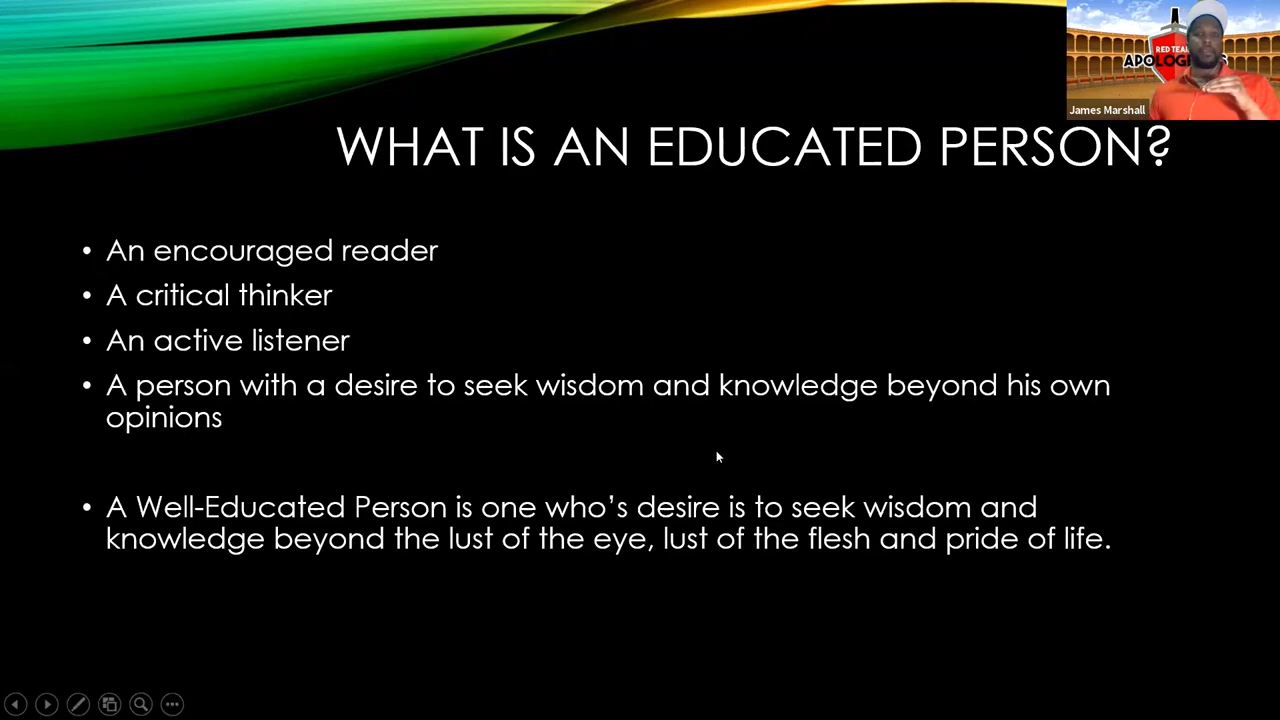 RED TEA
APOLOG
James Marshall
WHAT IS AN EDUCATED PERSON?
• An encouraged reader
• A critical thinker
• An active listener
• A person with a desire to seek wisdom and knowledge beyond his own
opinions
• A Well-Educated Person is one who's desire is to seek wisdom and
knowledge beyond the lust of the eye, lust of the flesh and pride of life.